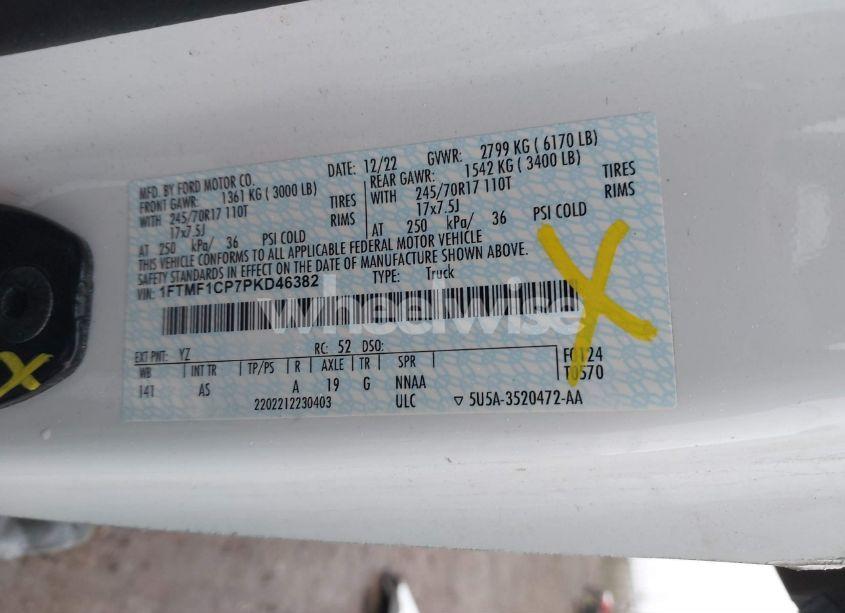 MFD. BY FORD MOTOR CO.
DATE: 12/22 GVWR: 2799 KG ( 6170 LB)
FRONT GAWR: 1361 KG ( 3000 LB) REAR GAWR: 1542 KG ( 3400 LB)
WITH 245/70R17 110T TIRES WITH 245/70R17 110T TIRES
17x7.5J RIMS 17x7.5J RIMS
AT 250 kPa/ 36 PSI COLD AT 250 kPa/ 36 PSI COLD
THIS VEHICLE CONFORMS TO ALL APPLICABLE FEDERAL MOTOR VEHICLE
SAFETY STANDARDS IN EFFECT ON THE DATE OF MANUFACTURE SHOWN ABOVE.
VIN: 1FTMF1CP7PKD46382 TYPE: Truck
wheelwise
EXT PNT: YZ RC: 52 DSO: F0124
WB INT TR TP/PS R AXLE TR SPR T0570
141 AS A 19 G NNAA
2202212230403 ULC ▽ 5U5A-3520472-AA
X
X